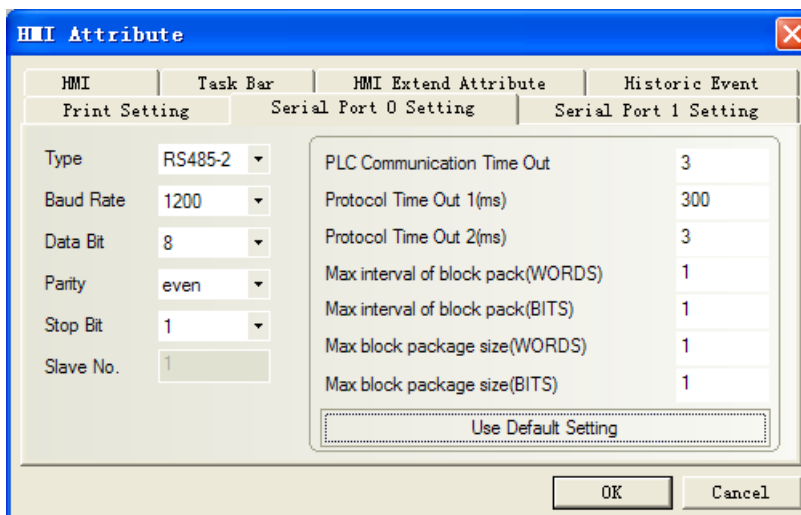 HMI Attribute
HMI Task Bar HMI Extend Attribute Historic Event
Print Setting Serial Port 0 Setting Serial Port 1 Setting
Type RS485-2
Baud Rate 1200
Data Bit 8
Parity even
Stop Bit 1
Slave No. 1
PLC Communication Time Out 3
Protocol Time Out 1(ms) 300
Protocol Time Out 2(ms) 3
Max interval of block pack(WORDS) 1
Max interval of block pack(BITS) 1
Max block package size(WORDS) 1
Max block package size(BITS) 1
Use Default Setting
OK Cancel